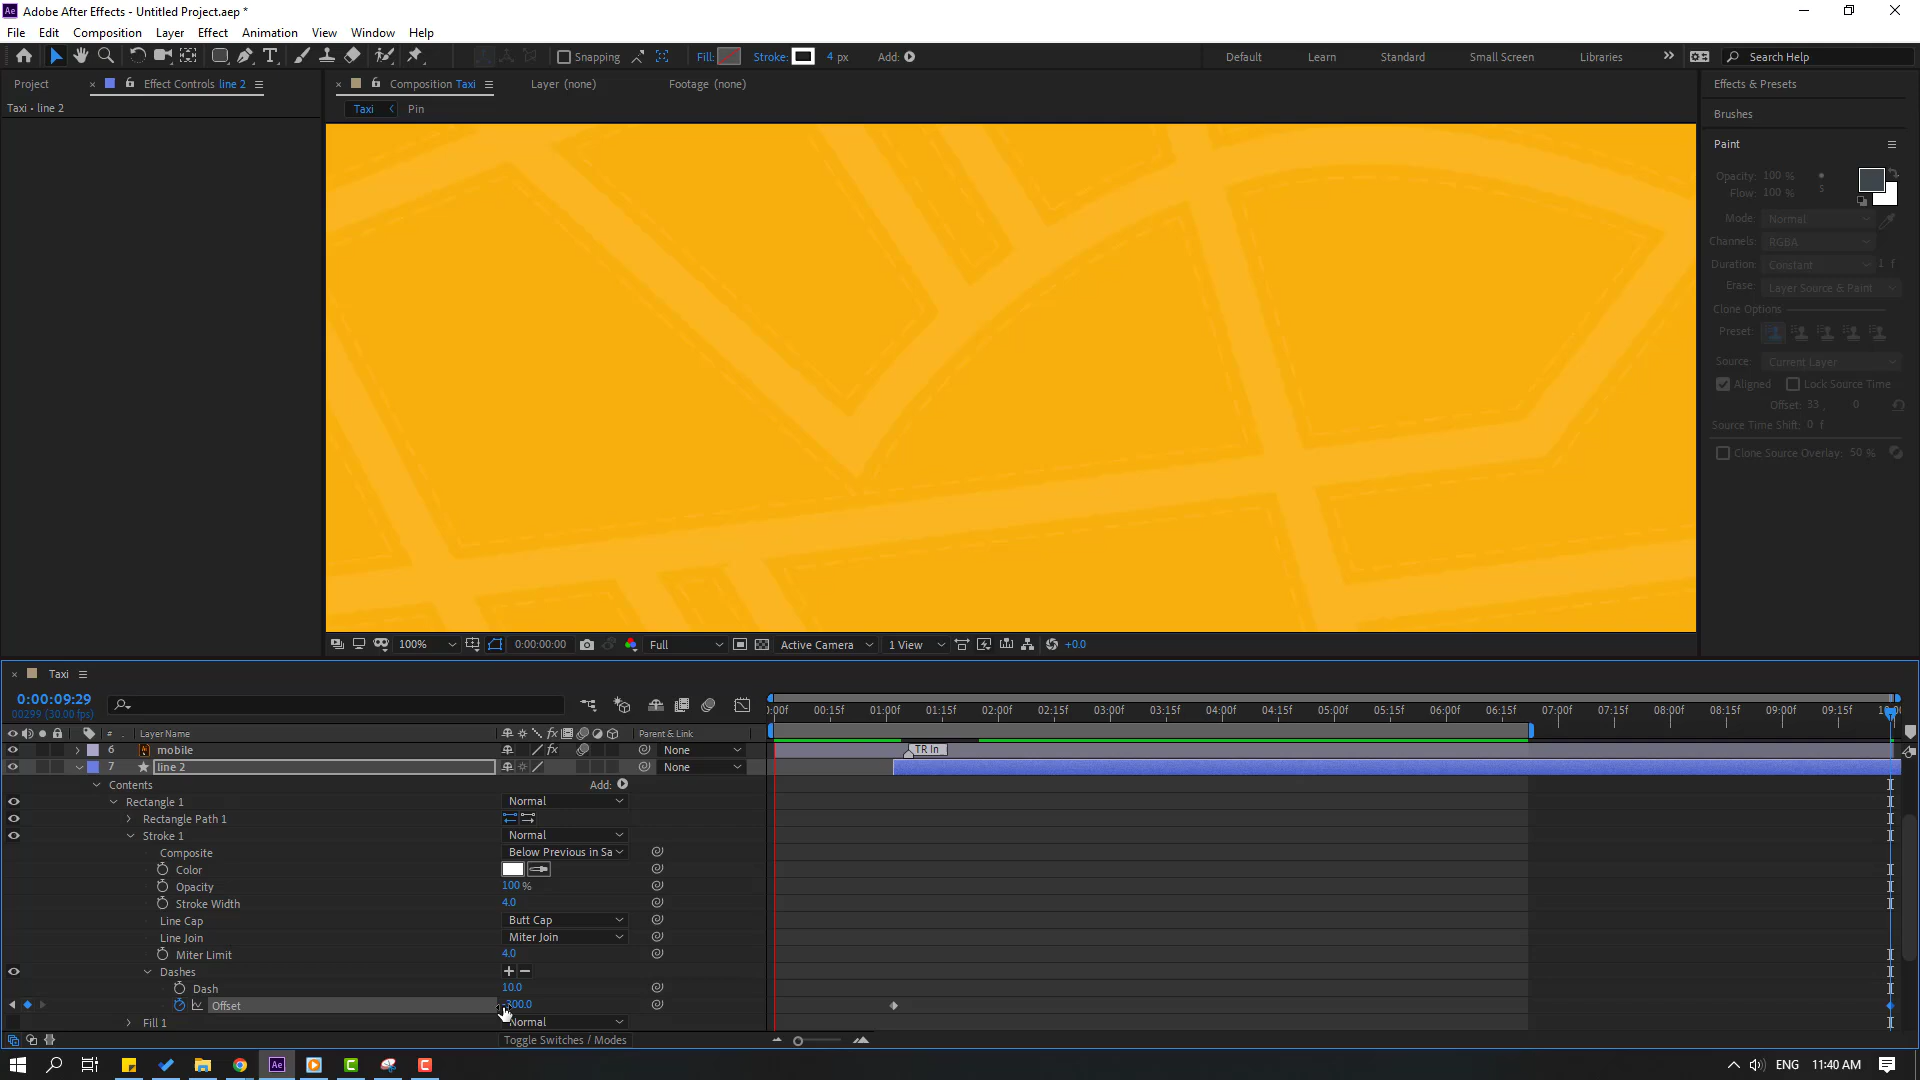 Adobe After Effects - Untitled Project.aep *
File Edit Composition Layer Effect Animation View Window Help
Snapping Fill: Stroke: 4 px Add: Default Learn Standard Small Screen Libraries Search Help
Project Effect Controls line 2 Composition Taxi Layer (none) Footage (none) Effects & Presets
Taxi • line 2 Taxi Pin
Brushes
Paint
Opacity: 100 %
Flow: 100 %
Mode: Normal
Channels: RGBA
Duration: Constant 1 f
Erase: Layer Source & Paint
Clone Options
Preset:
Source: Current Layer
Aligned Lock Source Time
Offset: 33 , 0
Source Time Shift: 0 f
Clone Source Overlay: 50 %
100% 0:00:00:00 Full Active Camera 1 View +0.0
Taxi
0:00:09:29
00299 (30.00 fps)
:00f 00:15f 01:00f 01:15f 02:00f 02:15f 03:00f 03:15f 04:00f 04:15f 05:00f 05:15f 06:00f 06:15f 07:00f 07:15f 08:00f 08:15f 09:00f 09:15f
# Layer Name Parent & Link
6 mobile None TR In
7 line 2 None
Contents Add:
Rectangle 1 Normal
Rectangle Path 1
Stroke 1 Normal
Composite Below Previous in Sa
Color
Opacity 100 %
Stroke Width 4.0
Line Cap Butt Cap
Line Join Miter Join
Miter Limit 4.0
Dashes
Dash 10.0
Offset
Fill 1 Normal
Toggle Switches / Modes
ENG 11:40 AM